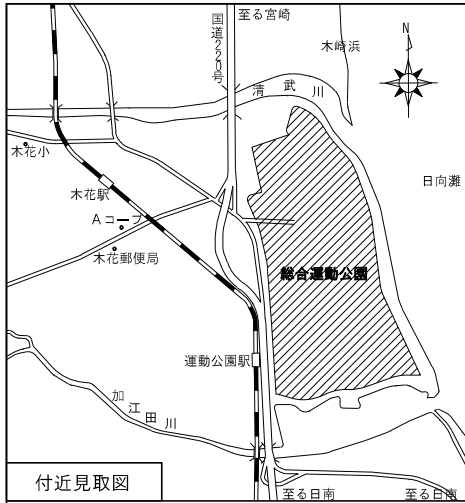 至る宮崎
国道220号
木崎浜
N
清武川
木花小
日向灘
木花駅
Aコープ
木花郵便局
総合運動公園
運動公園駅
加江田川
付近見取図
至る日南
至る日南